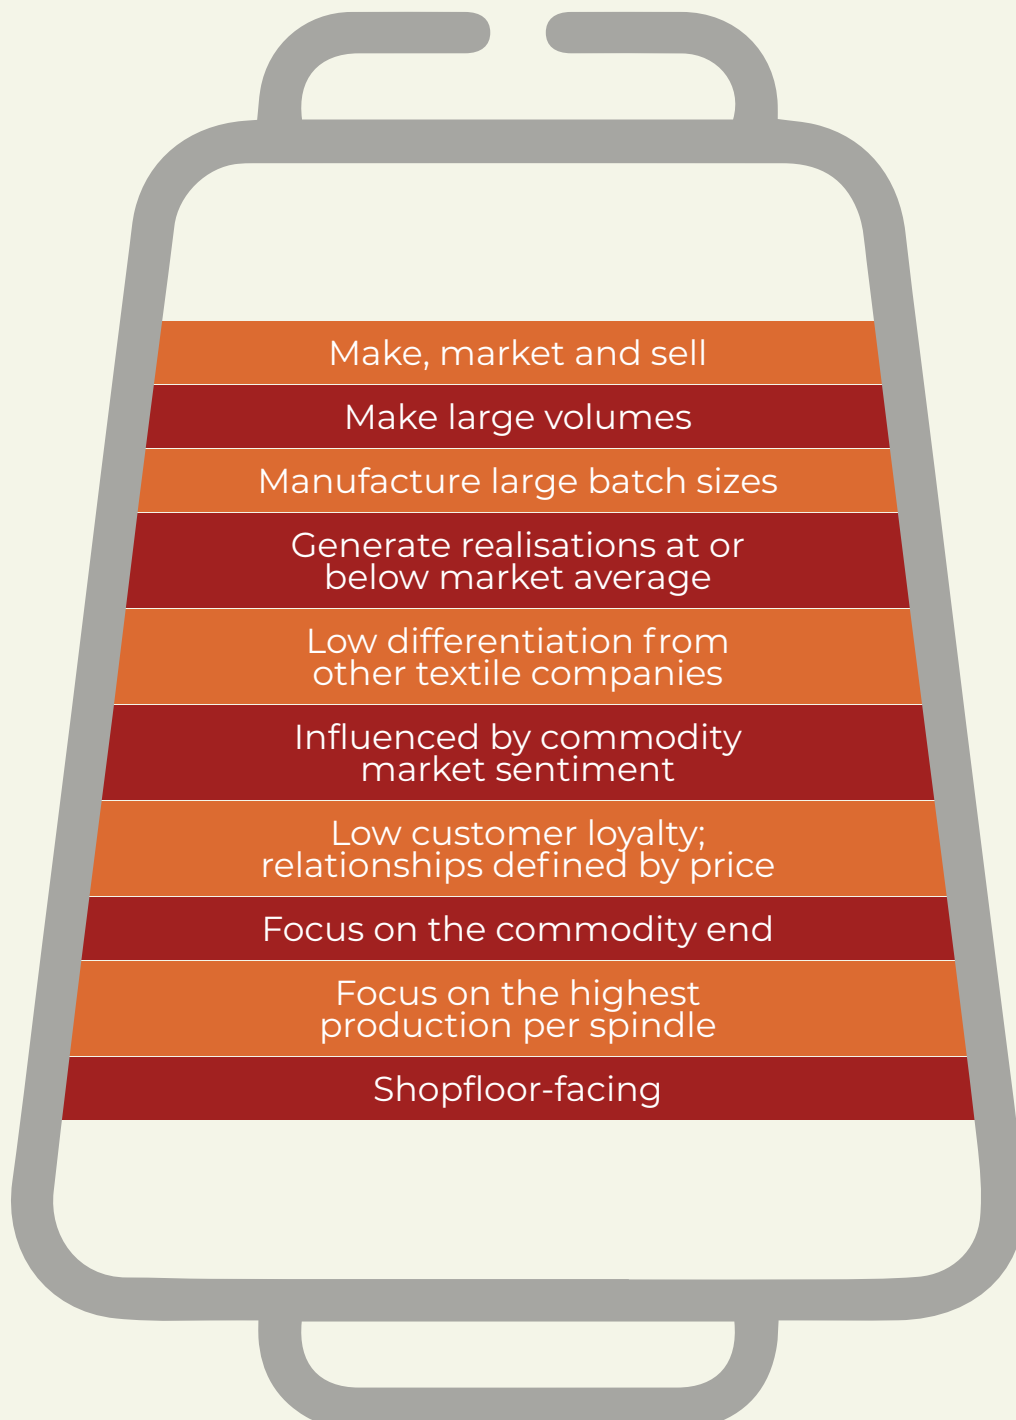 Make, market and sell
Make large volumes
Manufacture large batch sizes
Generate realisations at or
below market average
Low differentiation from
other textile companies
Influenced by commodity
market sentiment
Low customer loyalty;
relationships defined by price
Focus on the commodity end
Focus on the highest
production per spindle
Shopfloor-facing